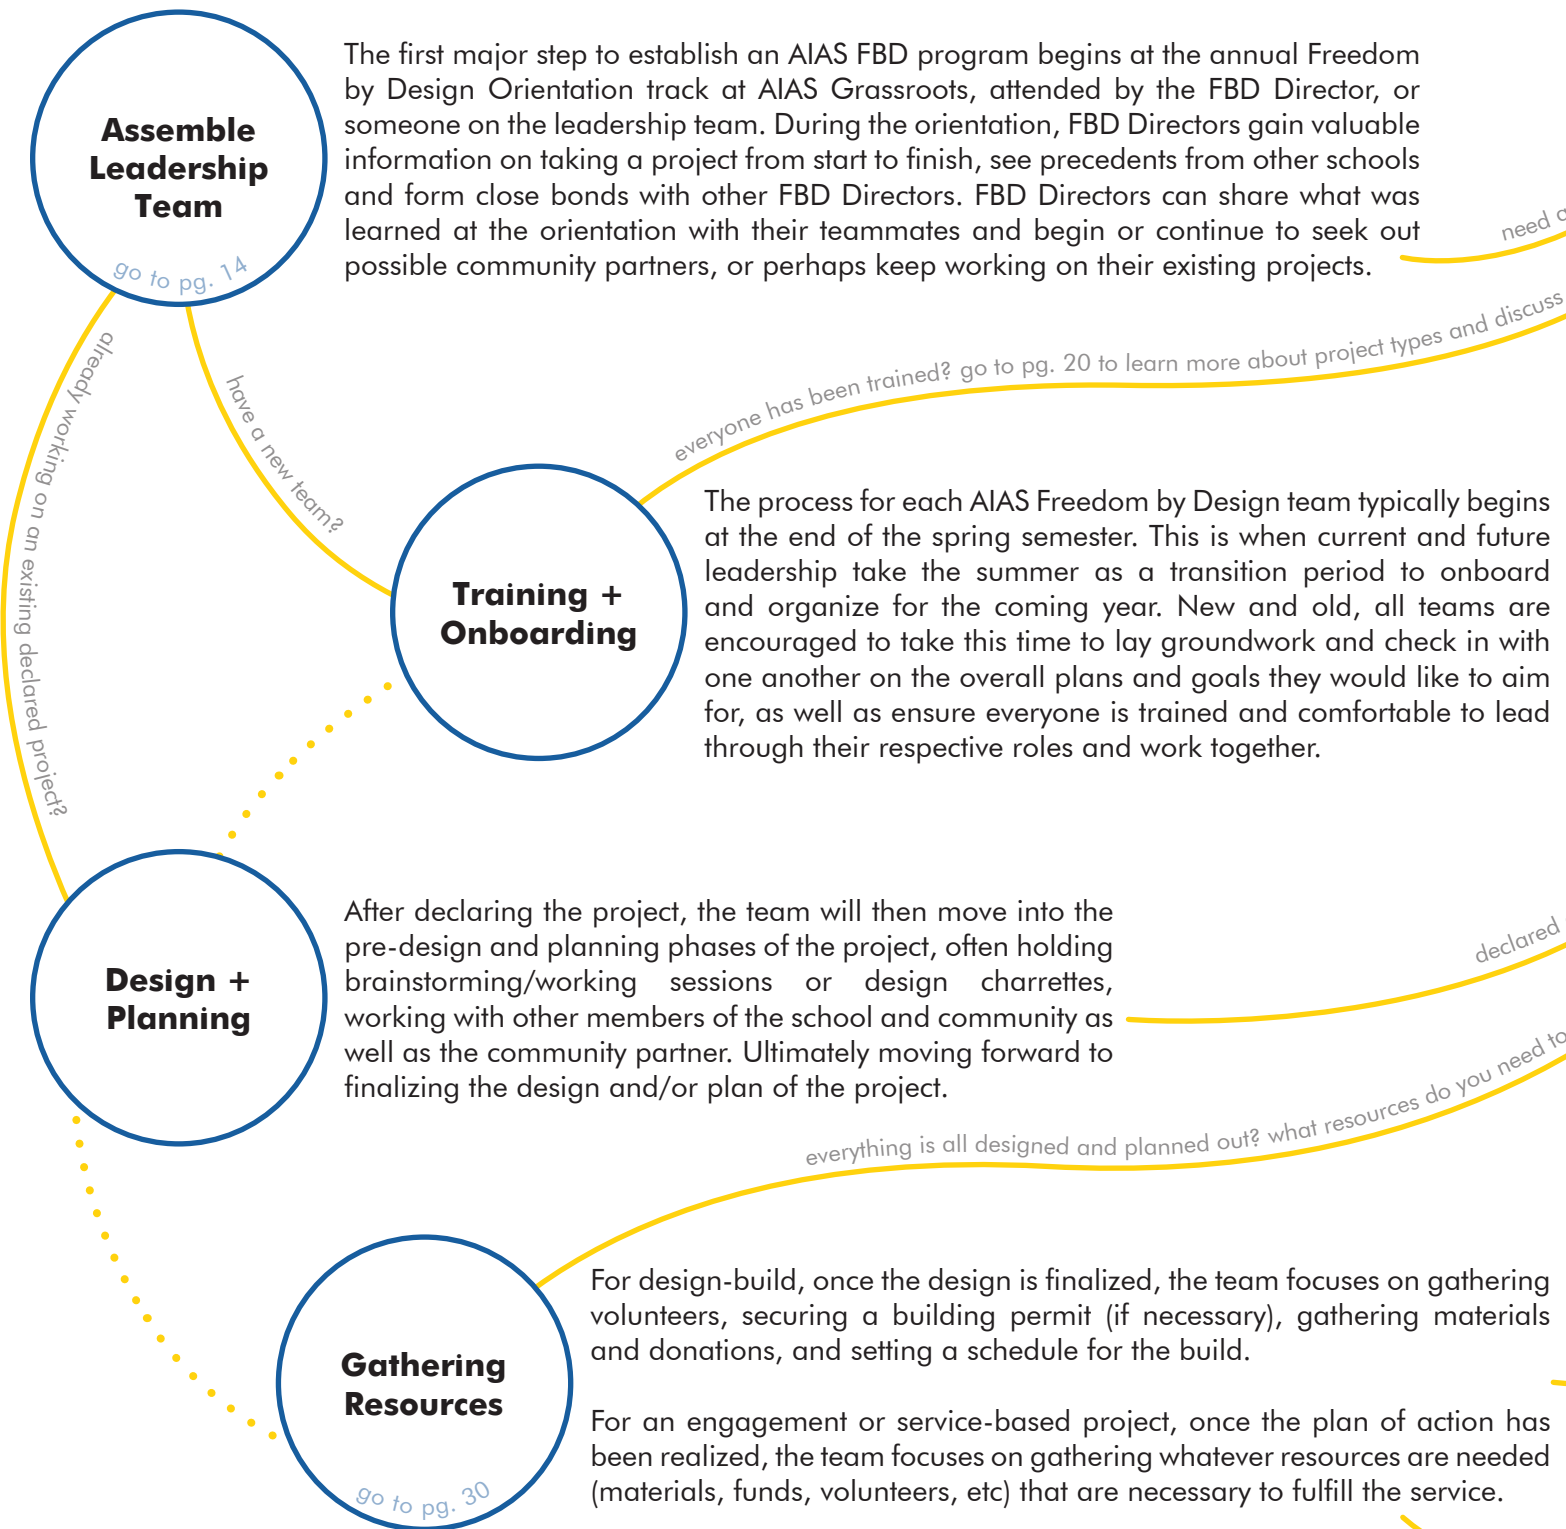 Assemble
Leadership
Team
go to pg. 14
The first major step to establish an AIAS FBD program begins at the annual Freedom
by Design Orientation track at AIAS Grassroots, attended by the FBD Director, or
someone on the leadership team. During the orientation, FBD Directors gain valuable
information on taking a project from start to finish, see precedents from other schools
and form close bonds with other FBD Directors. FBD Directors can share what was
learned at the orientation with their teammates and begin or continue to seek out
possible community partners, or perhaps keep working on their existing projects.
need a
already working on an existing declared project?
have a new team?
everyone has been trained? go to pg. 20 to learn more about project types and discuss
Training +
Onboarding
The process for each AIAS Freedom by Design team typically begins
at the end of the spring semester. This is when current and future
leadership take the summer as a transition period to onboard
and organize for the coming year. New and old, all teams are
encouraged to take this time to lay groundwork and check in with
one another on the overall plans and goals they would like to aim
for, as well as ensure everyone is trained and comfortable to lead
through their respective roles and work together.
Design +
Planning
After declaring the project, the team will then move into the
pre-design and planning phases of the project, often holding
brainstorming/working sessions or design charrettes,
working with other members of the school and community as
well as the community partner. Ultimately moving forward to
finalizing the design and/or plan of the project.
declared
everything is all designed and planned out? what resources do you need to
Gathering
Resources
go to pg. 30
For design-build, once the design is finalized, the team focuses on gathering
volunteers, securing a building permit (if necessary), gathering materials
and donations, and setting a schedule for the build.
For an engagement or service-based project, once the plan of action has
been realized, the team focuses on gathering whatever resources are needed
(materials, funds, volunteers, etc) that are necessary to fulfill the service.